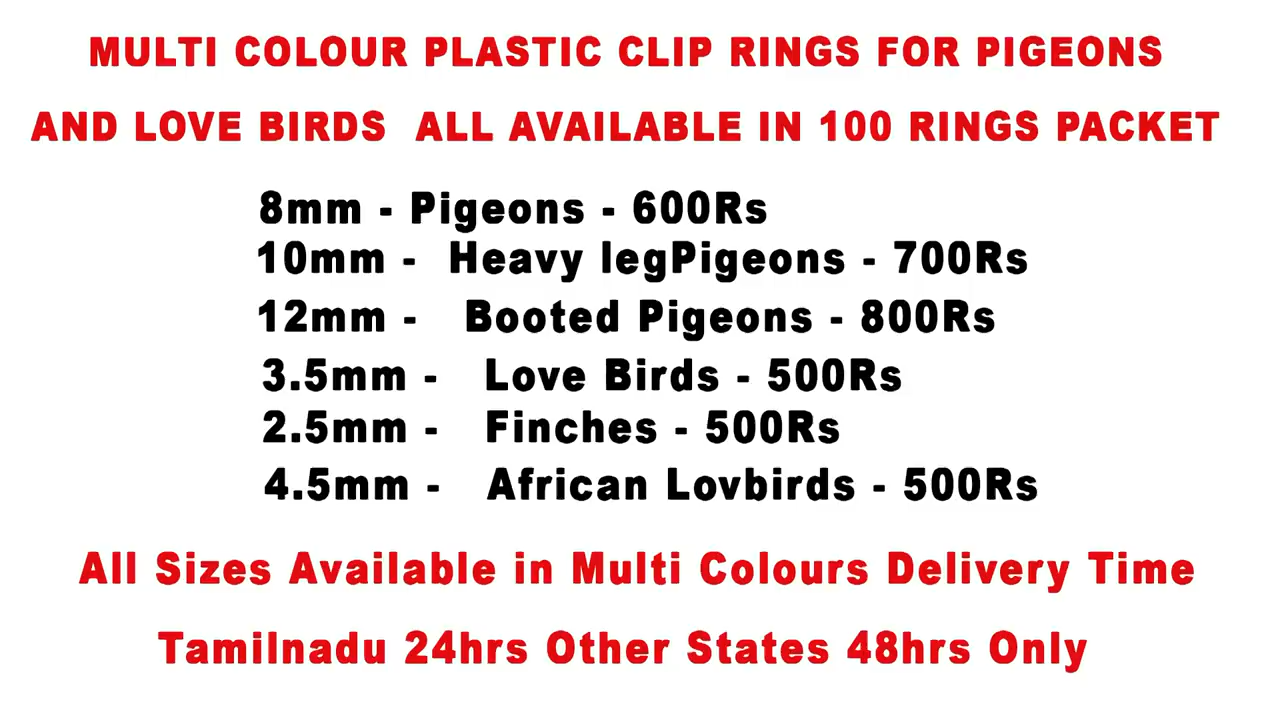 MULTI COLOUR PLASTIC CLIP RINGS FOR PIGEONS
AND LOVE BIRDS ALL AVAILABLE IN 100 RINGS PACKET
8mm - Pigeons - 600Rs
10mm - Heavy legPigeons - 700Rs
12mm - Booted Pigeons - 800Rs
3.5mm - Love Birds - 500Rs
2.5mm - Finches - 500Rs
4.5mm - African Lovbirds - 500Rs
All Sizes Available in Multi Colours Delivery Time
Tamilnadu 24hrs Other States 48hrs Only